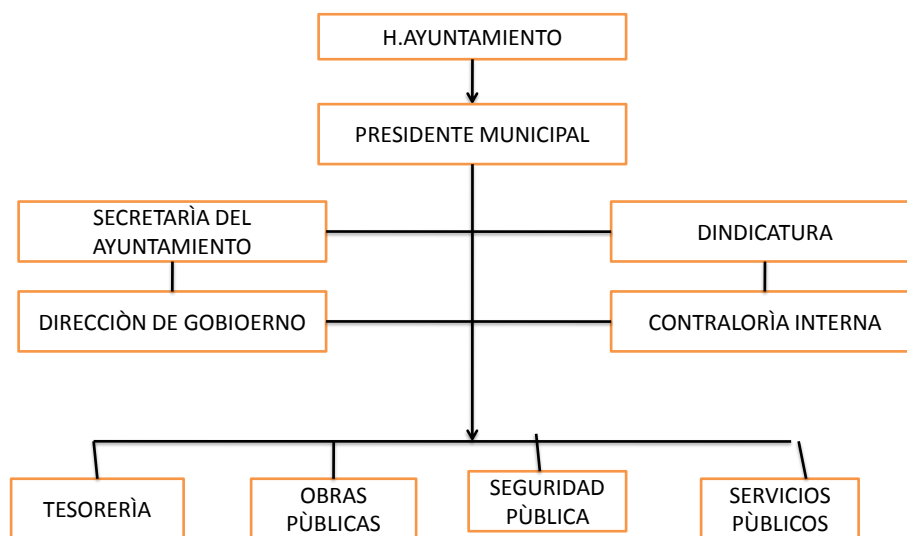 H.AYUNTAMIENTO
PRESIDENTE MUNICIPAL
SECRETARÌA DEL
AYUNTAMIENTO
DINDICATURA
DIRECCIÒN DE GOBIOERNO
CONTRALORÌA INTERNA
TESORERÌA
OBRAS
PÙBLICAS
SEGURIDAD
PÙBLICA
SERVICIOS
PÙBLICOS